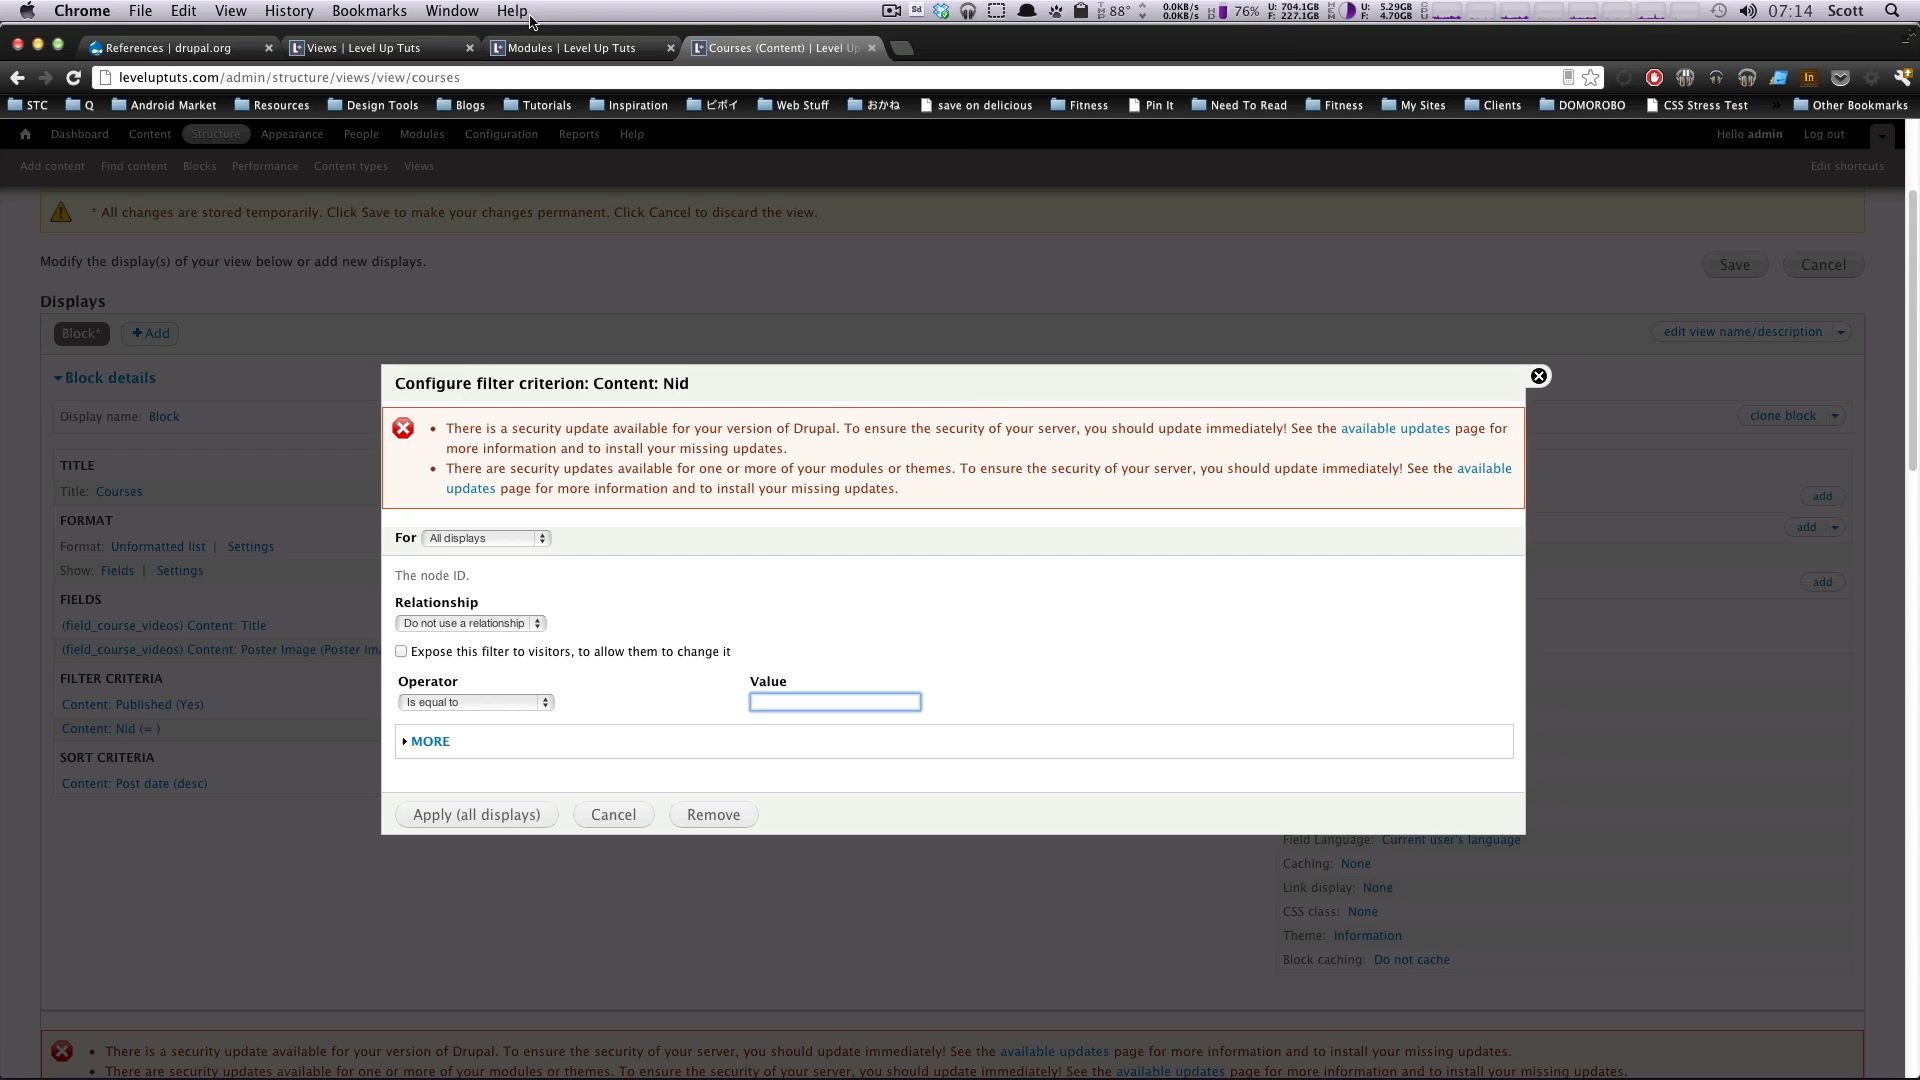 Chrome File Edit View History Bookmarks Window Help 88° 0.0KB/s 0.0KB/s 76% U: 704.1GB F: 227.1GB U: 5.29GB F: 4.70GB 07:14 Scott
References | drupal.org Views | Level Up Tuts Modules | Level Up Tuts Courses (Content) | Level Up
leveluptuts.com/admin/structure/views/view/courses
STC Q Android Market Resources Design Tools Blogs Tutorials Inspiration ビボイ Web Stuff おかね save on delicious Fitness Pin It Need To Read Fitness My Sites Clients DOMOROBO CSS Stress Test » Other Bookmarks
Dashboard Content Structure Appearance People Modules Configuration Reports Help Hello admin Log out
Add content Find content Blocks Performance Content types Views Edit shortcuts
* All changes are stored temporarily. Click Save to make your changes permanent. Click Cancel to discard the view.
Modify the display(s) of your view below or add new displays. Save Cancel
Displays
Block* + Add edit view name/description
Configure filter criterion: Content: Nid
Block details
Display name: Block clone block
• There is a security update available for your version of Drupal. To ensure the security of your server, you should update immediately! See the available updates page for
more information and to install your missing updates.
• There are security updates available for one or more of your modules or themes. To ensure the security of your server, you should update immediately! See the available
updates page for more information and to install your missing updates.
TITLE
Title: Courses add
FORMAT add
For All displays
Format: Unformatted list | Settings
Show: Fields | Settings
The node ID. add
FIELDS
Relationship
(field_course_videos) Content: Title
Do not use a relationship
(field_course_videos) Content: Poster Image (Poster Im
Expose this filter to visitors, to allow them to change it
FILTER CRITERIA
Operator Value
Content: Published (Yes)
Is equal to
Content: Nid (= )
MORE
SORT CRITERIA
Content: Post date (desc)
Apply (all displays) Cancel Remove
Field Language: Current user's language
Caching: None
Link display: None
CSS class: None
Theme: Information
Block caching: Do not cache
• There is a security update available for your version of Drupal. To ensure the security of your server, you should update immediately! See the available updates page for more information and to install your missing updates.
• There are security updates available for one or more of your modules or themes. To ensure the security of your server, you should update immediately! See the available updates page for more information and to install your missing updates.